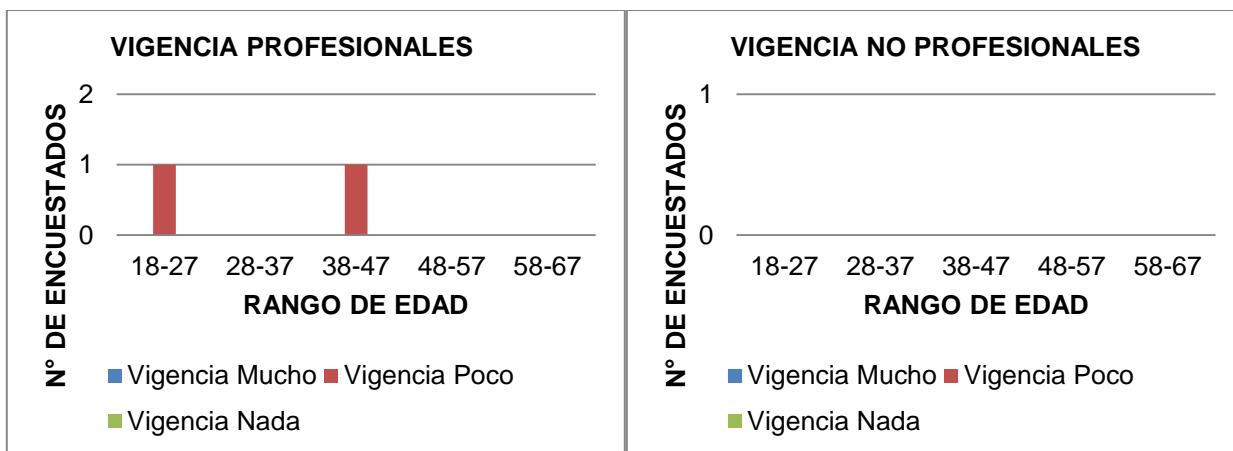 VIGENCIA PROFESIONALES
N° DE ENCUESTADOS
2
1
0
18-27 28-37 38-47 48-57 58-67
RANGO DE EDAD
Vigencia Mucho Vigencia Poco
Vigencia Nada
VIGENCIA NO PROFESIONALES
N° DE ENCUESTADOS
1
0
18-27 28-37 38-47 48-57 58-67
RANGO DE EDAD
Vigencia Mucho Vigencia Poco
Vigencia Nada